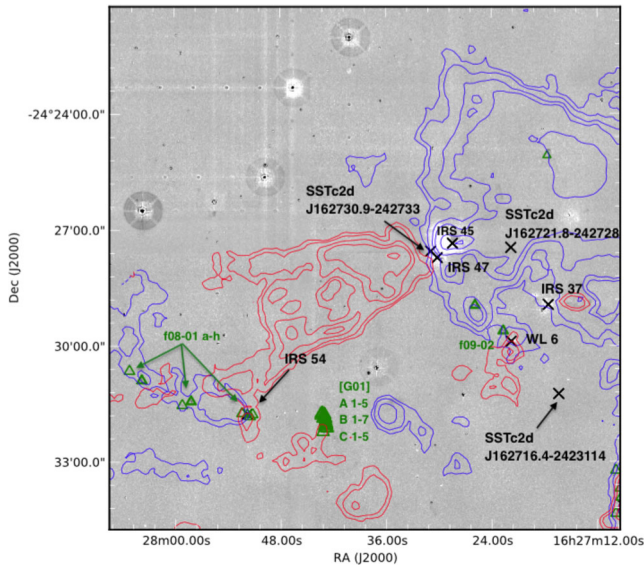 -24°24'00.0"
SSTc2d
J162730.9-242733
SSTc2d
J162721.8-242728
27'00.0"
IRS 45
IRS 47
Dec (J2000)
IRS 37
f08-01 a-h
30'00.0"
f09-02
WL 6
IRS 54
[G01]
A 1-5
B 1-7
C 1-5
SSTc2d
J162716.4-2423114
33'00.0"
28m00.00s
48.00s
36.00s
24.00s
16h27m12.00s
RA (J2000)